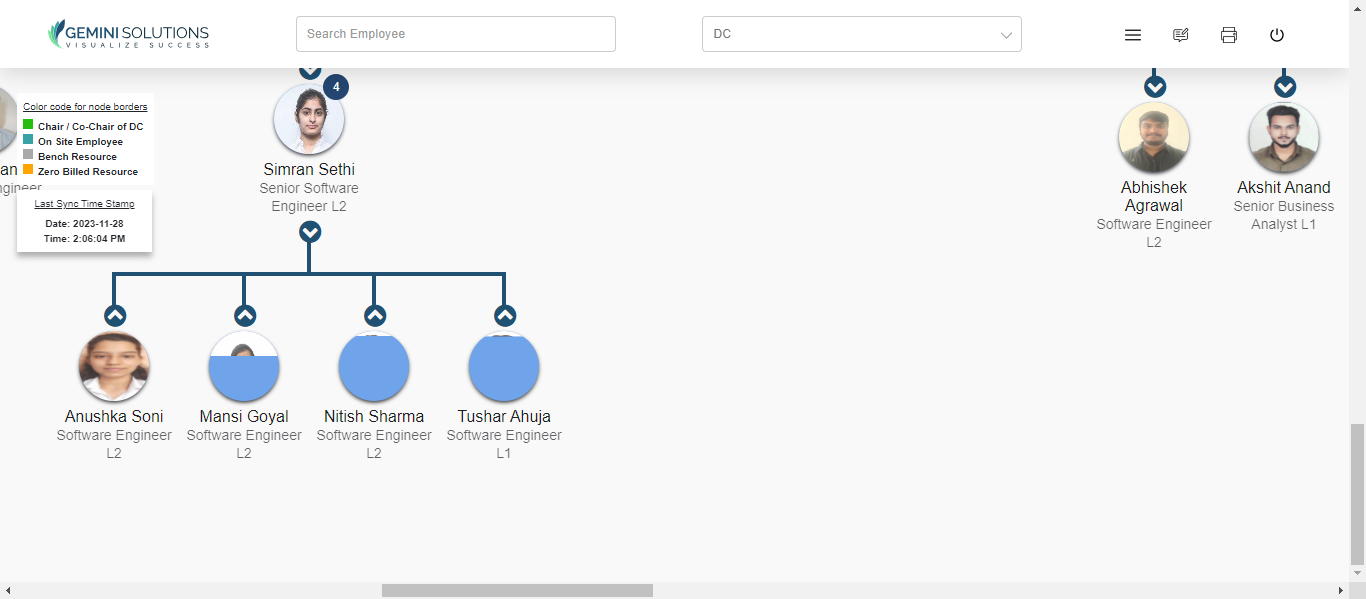 GEMINI SOLUTIONS
VISUALIZE SUCCESS
Search Employee
DC
4
Color code for node borders
Chair / Co-Chair of DC
On Site Employee
Bench Resource
Zero Billed Resource
an
ngineer
Last Sync Time Stamp
Date: 2023-11-28
Time: 2:06:04 PM
Simran Sethi
Senior Software
Engineer L2
Abhishek
Agrawal
Software Engineer
L2
Akshit Anand
Senior Business
Analyst L1
Anushka Soni
Software Engineer
L2
Mansi Goyal
Software Engineer
L2
Nitish Sharma
Software Engineer
L2
Tushar Ahuja
Software Engineer
L1